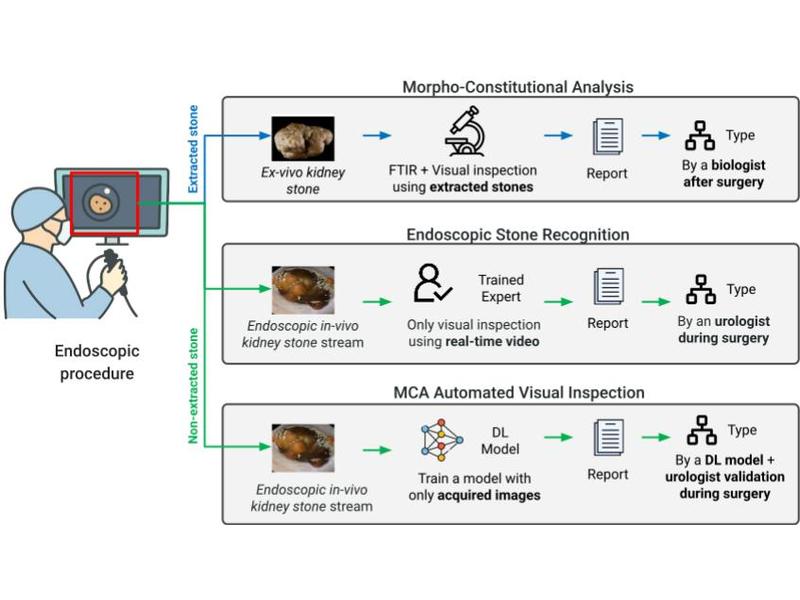 Morpho-Constitutional Analysis
Extracted stone
Ex-vivo kidney
stone
FTIR + Visual inspection
using extracted stones
Report
Type
By a biologist
after surgery
Endoscopic
procedure
Endoscopic Stone Recognition
Non-extracted stone
Endoscopic in-vivo
kidney stone stream
Trained
Expert
Only visual inspection
using real-time video
Report
Type
By an urologist
during surgery
MCA Automated Visual Inspection
Endoscopic in-vivo
kidney stone stream
DL
Model
Train a model with
only acquired images
Report
Type
By a DL model +
urologist validation
during surgery